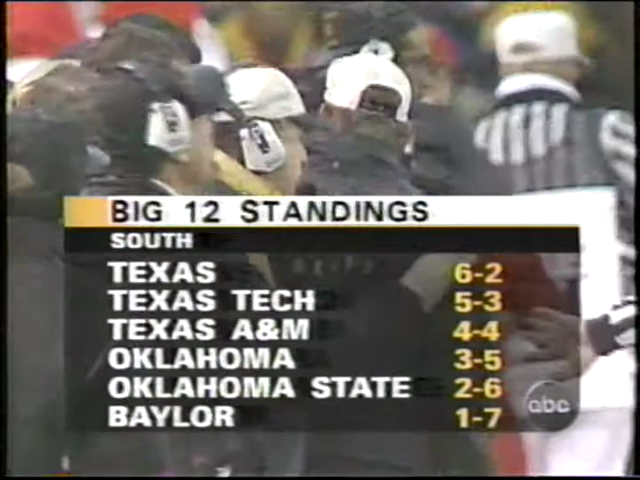 BIG 12 STANDINGS
SOUTH
TEXAS 6-2
TEXAS TECH 5-3
TEXAS A&M 4-4
OKLAHOMA 3-5
OKLAHOMA STATE 2-6
BAYLOR 1-7
abc